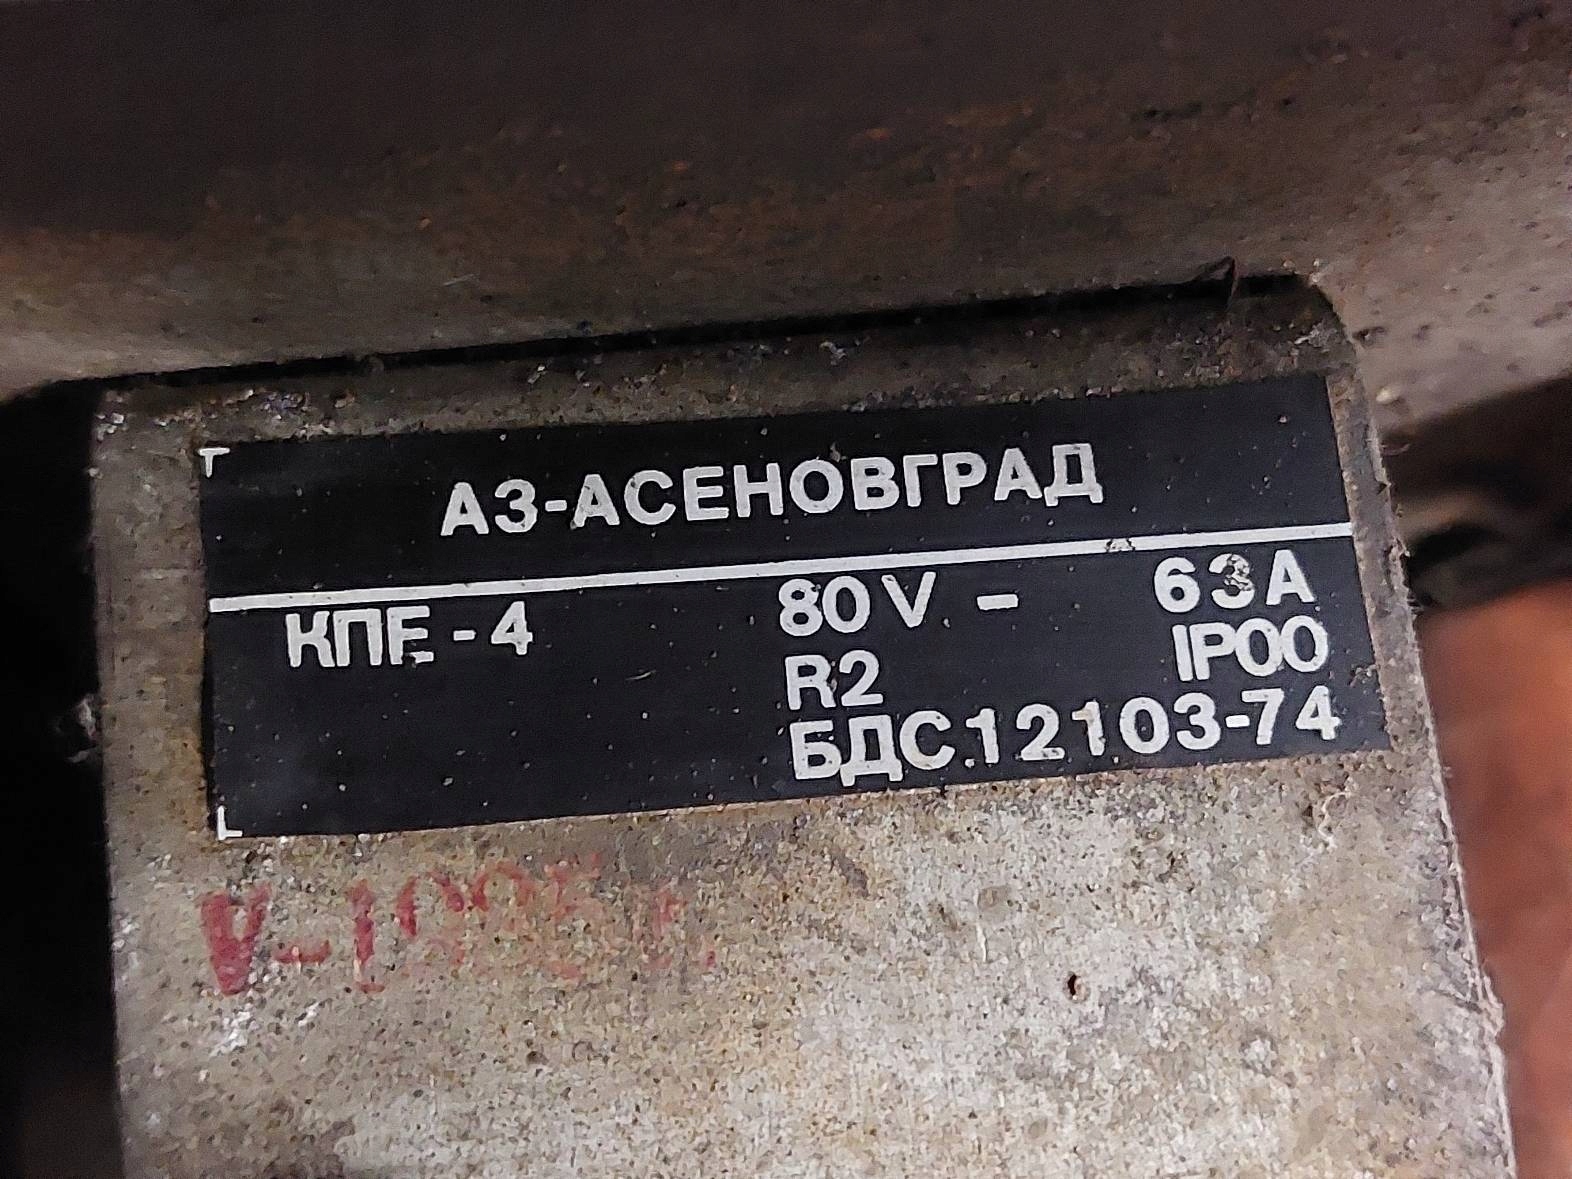 АЗ-АСЕНОВГРАД
КПЕ-4 80V - 63A
R2 IP00
БДС.12103-74